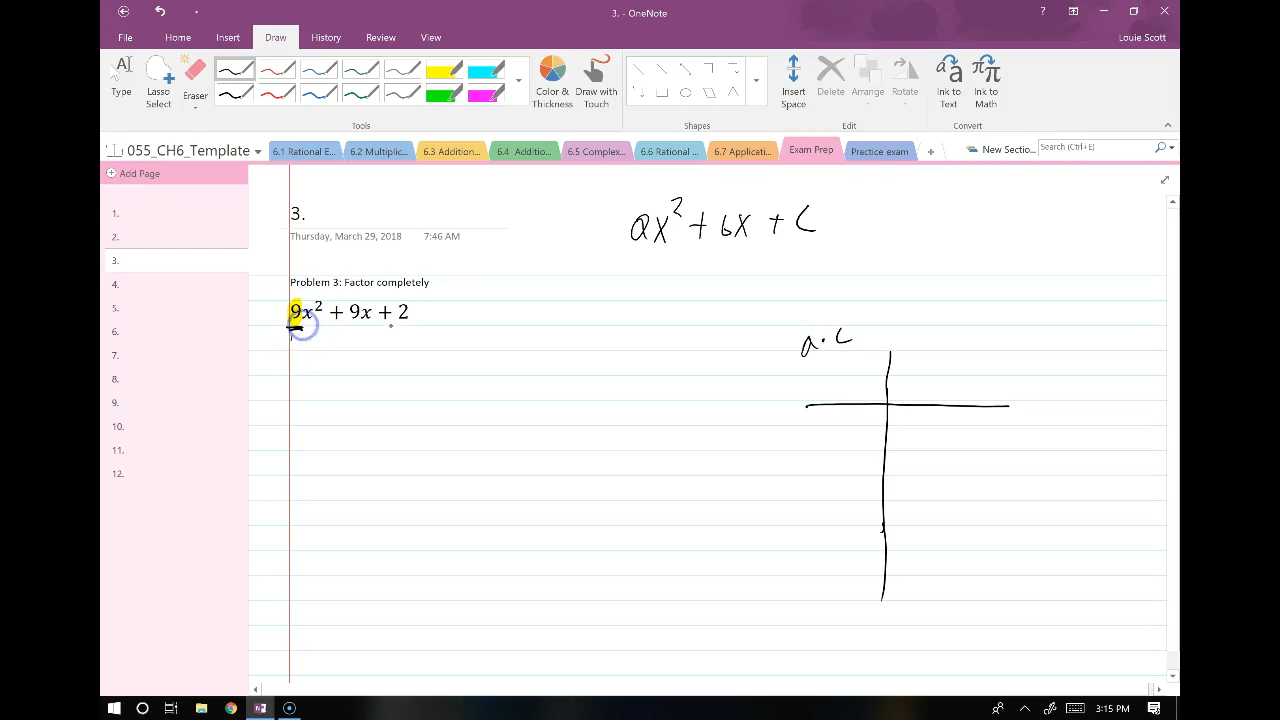 3. - OneNote
?
File Home Insert Draw History Review View Louie Scott
Type Lasso Select Eraser Color & Thickness Draw with Touch Insert Space Delete Arrange Rotate Ink to Text Ink to Math
Tools Shapes Edit Convert
055_CH6_Template 6.1 Rational E... 6.2 Multiplic... 6.3 Addition... 6.4 Additio... 6.5 Complex... 6.6 Rational ... 6.7 Applicati... Exam Prep Practice exam + New Sectio... Search (Ctrl+E)
Add Page
1.
2.
3.
4.
5.
6.
7.
8.
9.
10.
11.
12.
3.
Thursday, March 29, 2018 7:46 AM
ax² + bx + c
Problem 3: Factor completely
9x² + 9x + 2
a·c
3:15 PM